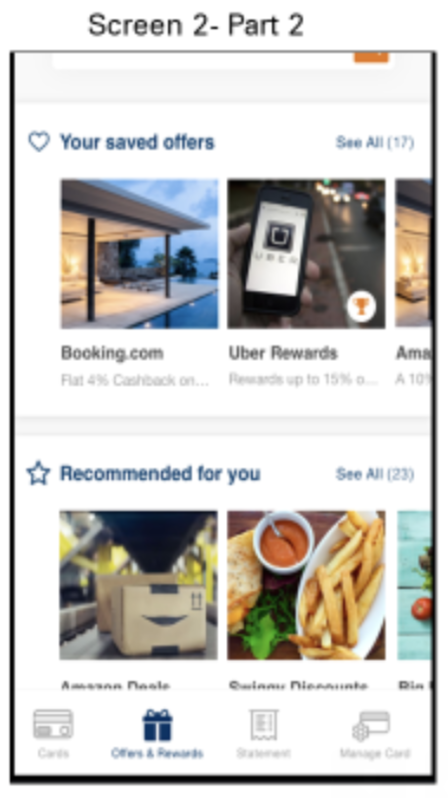 Screen 2- Part 2
Your saved offers
See All (17)
UBER
Booking.com
Uber Rewards
Ama
Flat 4% Cashback on...
Rewards up to 15% o...
A 10%
Recommended for you
See All (23)
Amazon Deals
Swiggy Discounts
Big
Cards
Offers & Rewards
Statement
Manage Card